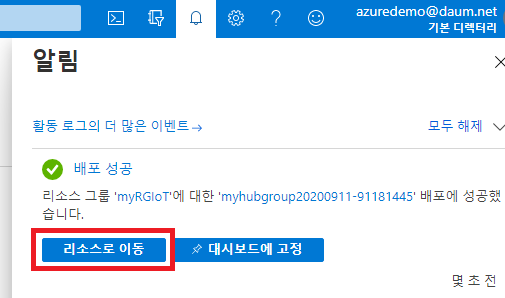 azuredemo@daum.net
기본 디렉터리
알림
활동 로그의 더 많은 이벤트→
모두 해제
배포 성공
리소스 그룹 'myRGIoT'에 대한 'myhubgroup20200911-91181445' 배포에 성공했
습니다.
리소스로 이동
대시보드에 고정
몇 초 전